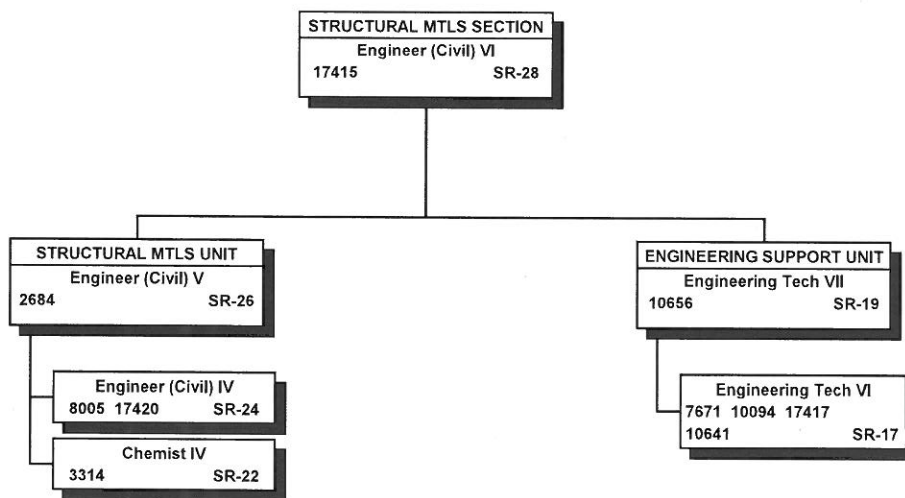 STRUCTURAL MTLS SECTION
Engineer (Civil) VI
17415 SR-28
STRUCTURAL MTLS UNIT
Engineer (Civil) V
2684 SR-26
Engineer (Civil) IV
8005 17420 SR-24
Chemist IV
3314 SR-22
ENGINEERING SUPPORT UNIT
Engineering Tech VII
10656 SR-19
Engineering Tech VI
7671 10094 17417
10641 SR-17